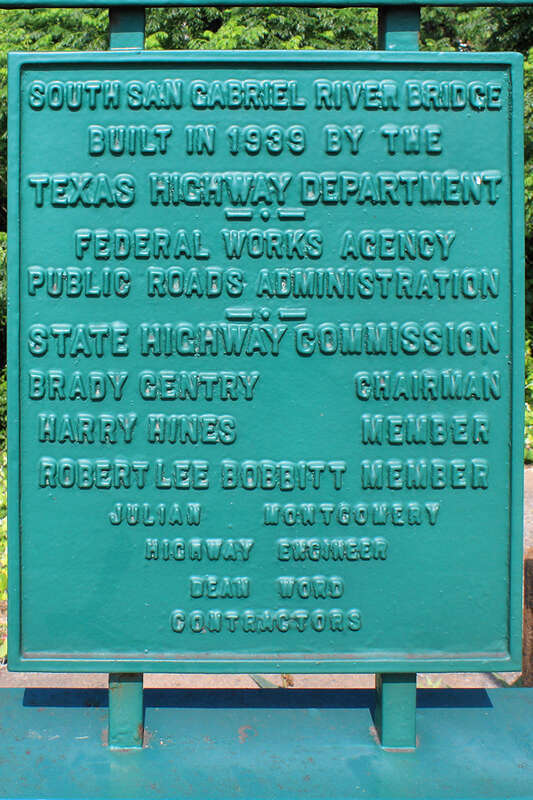 SOUTH SAN GABRIEL RIVER BRIDGE
BUILT IN 1939 BY THE
TEXAS HIGHWAY DEPARTMENT
FEDERAL WORKS AGENCY
PUBLIC ROADS ADMINISTRATION
STATE HIGHWAY COMMISSION
BRADY GENTRY CHAIRMAN
HARRY HINES MEMBER
ROBERT LEE BOBBITT MEMBER
JULIAN MONTGOMERY
HIGHWAY ENGINEER
DEAN WORD
CONTRACTORS